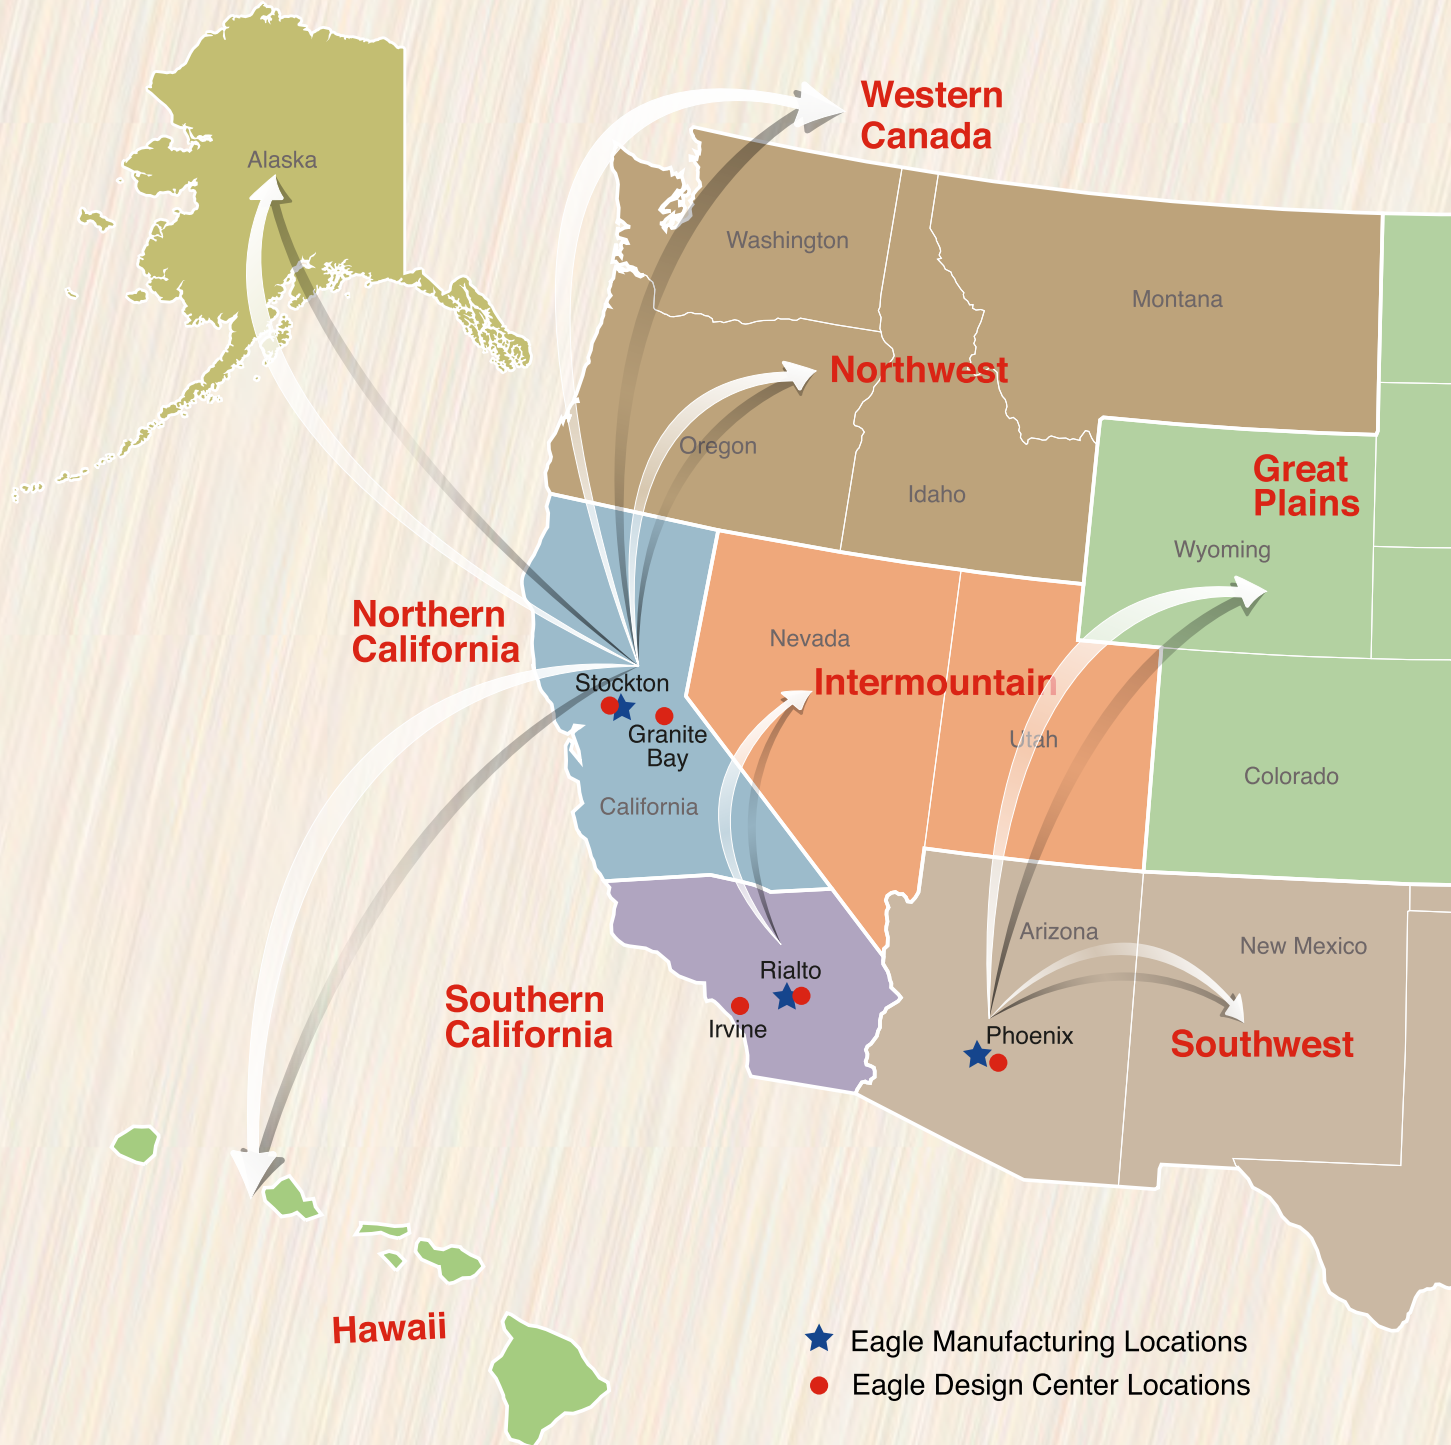 Western
Canada
Alaska
Washington
Montana
Northwest
Oregon
Idaho
Great
Plains
Wyoming
Northern
California
Nevada
Intermountain
Stockton
Granite
Bay
Utah
Colorado
California
Arizona
New Mexico
Rialto
Southern
California
Irvine
Phoenix
Southwest
Hawaii
Eagle Manufacturing Locations
Eagle Design Center Locations